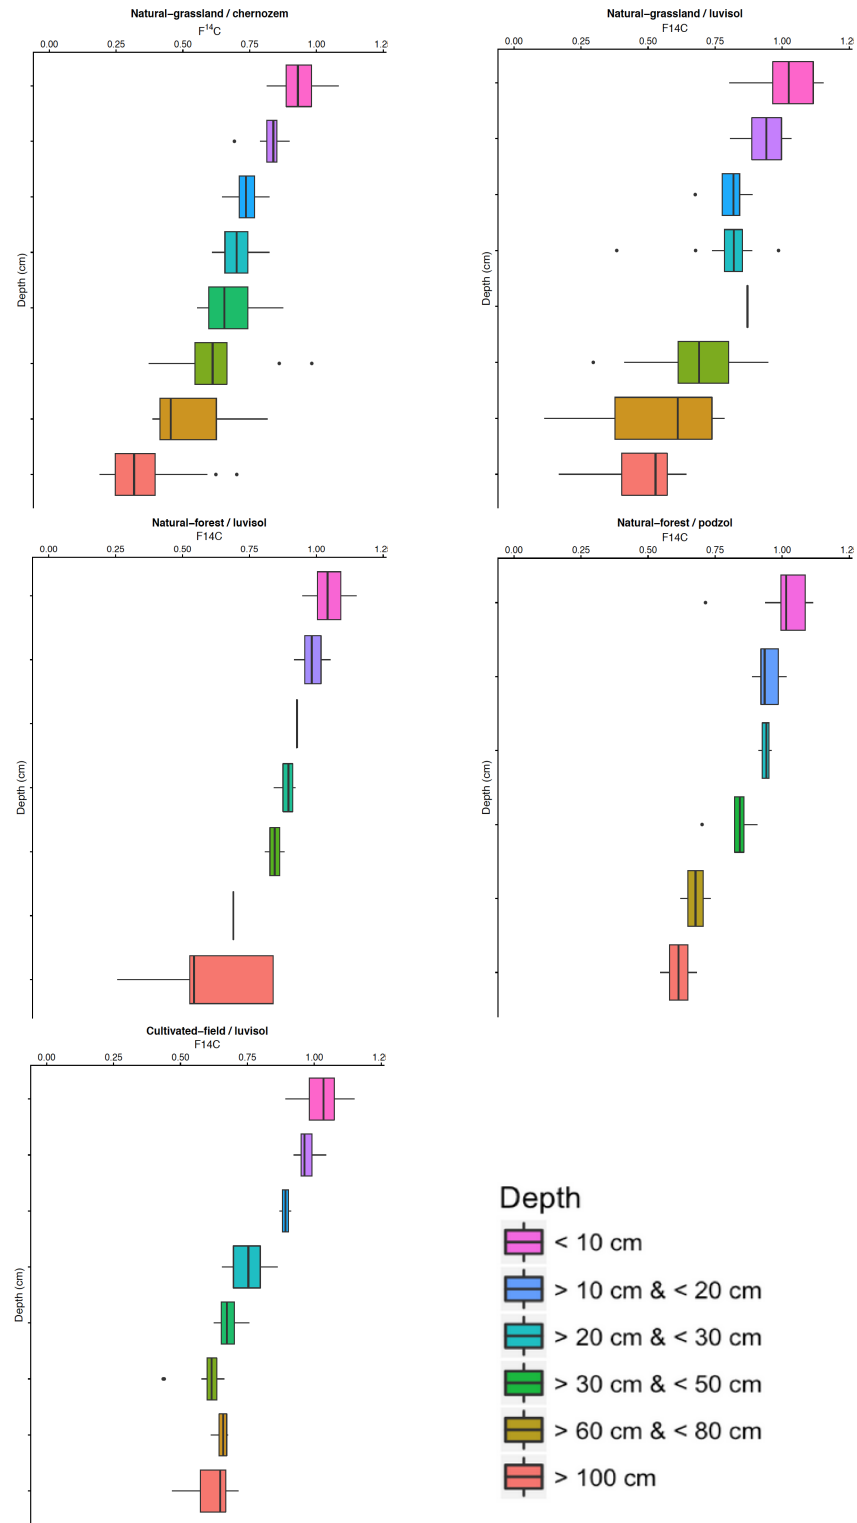 Natural–grassland / chernozem
F¹⁴C
0.00 0.25 0.50 0.75 1.00 1.2
Depth (cm)
Natural–grassland / luvisol
F14C
0.00 0.25 0.50 0.75 1.00 1.2
Depth (cm)
Natural–forest / luvisol
F14C
0.00 0.25 0.50 0.75 1.00 1.2
Depth (cm)
Natural–forest / podzol
F14C
0.00 0.25 0.50 0.75 1.00 1.2
Depth (cm)
Cultivated–field / luvisol
F14C
0.00 0.25 0.50 0.75 1.00 1.2
Depth (cm)
Depth
< 10 cm
> 10 cm & < 20 cm
> 20 cm & < 30 cm
> 30 cm & < 50 cm
> 60 cm & < 80 cm
> 100 cm